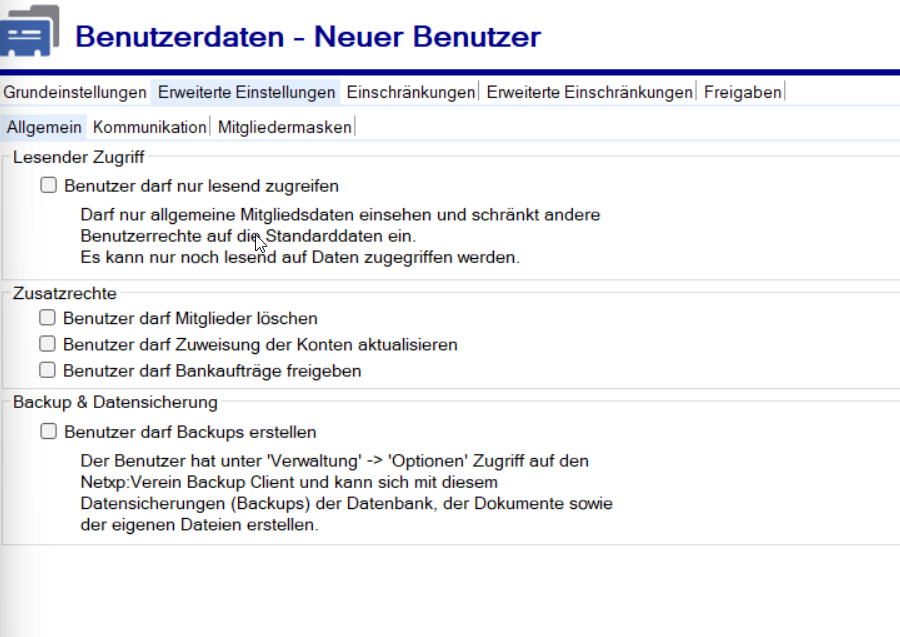 Benutzerdaten - Neuer Benutzer
Grundeinstellungen Erweiterte Einstellungen Einschränkungen Erweiterte Einschränkungen Freigaben
Allgemein Kommunikation Mitgliedermasken
Lesender Zugriff
Benutzer darf nur lesend zugreifen
Darf nur allgemeine Mitgliedsdaten einsehen und schränkt andere
Benutzerrechte auf die Standarddaten ein.
Es kann nur noch lesend auf Daten zugegriffen werden.
Zusatzrechte
Benutzer darf Mitglieder löschen
Benutzer darf Zuweisung der Konten aktualisieren
Benutzer darf Bankaufträge freigeben
Backup & Datensicherung
Benutzer darf Backups erstellen
Der Benutzer hat unter 'Verwaltung' -> 'Optionen' Zugriff auf den
Netxp:Verein Backup Client und kann sich mit diesem
Datensicherungen (Backups) der Datenbank, der Dokumente sowie
der eigenen Dateien erstellen.